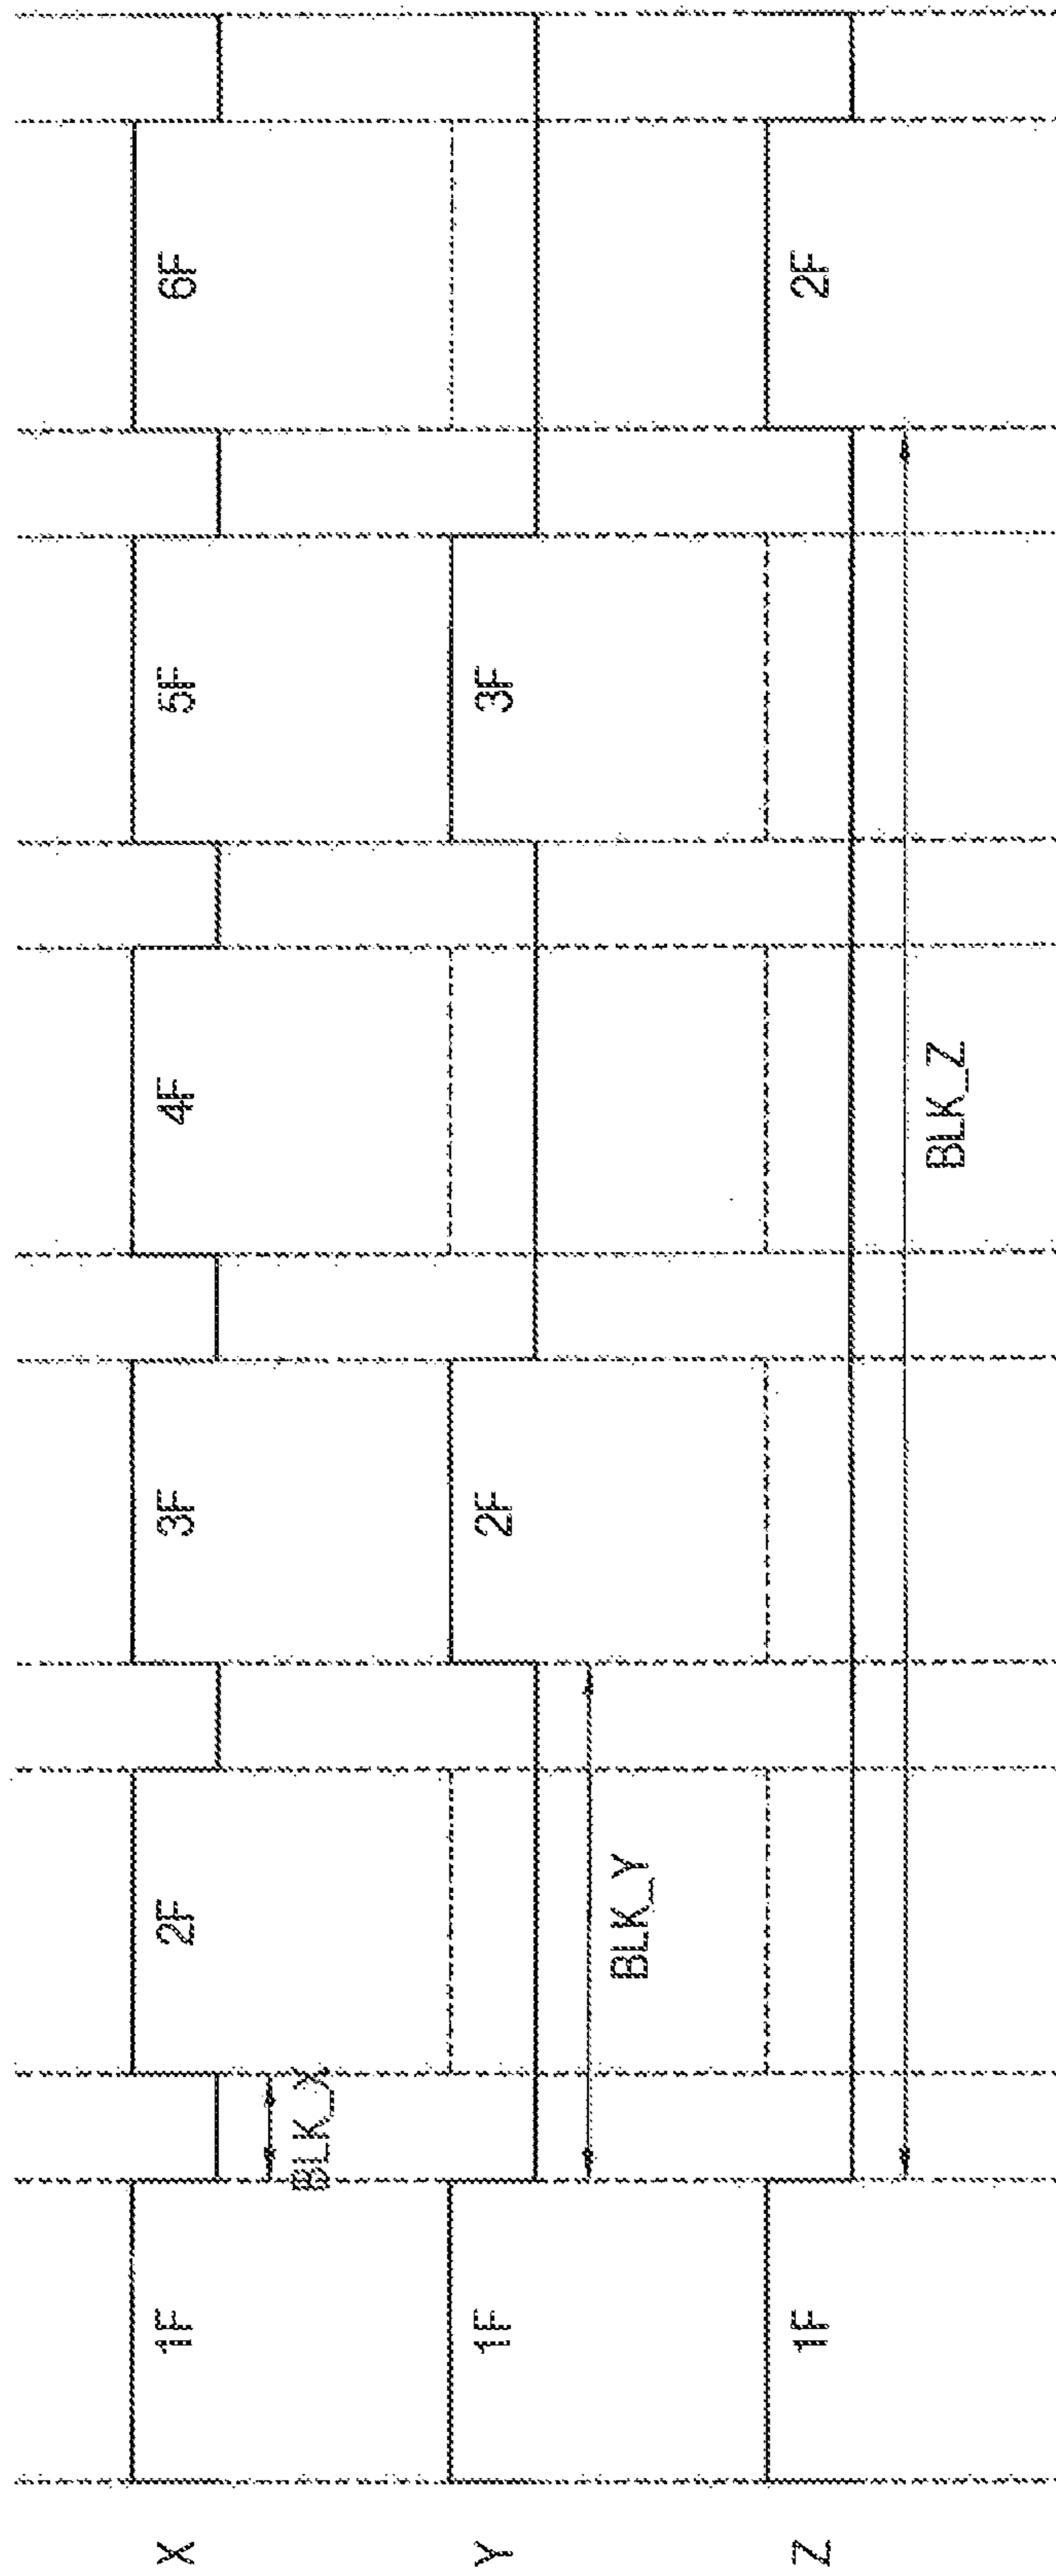 X 1F 2F 3F 4F 5F 6F
BLK_X
Y 1F 2F 3F
BLK_Y
Z 1F 2F
BLK_Z